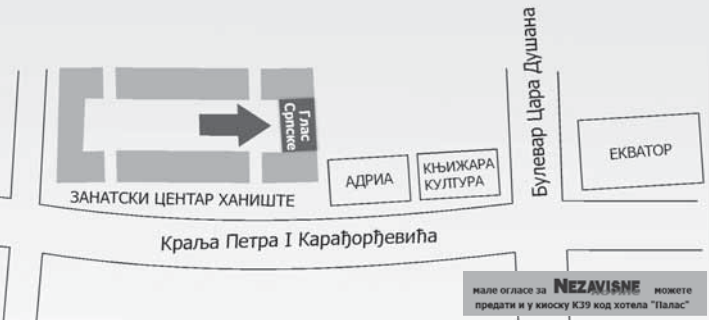 Булевар Цара Душана
Глас
Српске
АДРИА
КЊИЖАРА
КУЛТУРА
ЕКВАТОР
ЗАНАТСКИ ЦЕНТАР ХАНИШТЕ
Краља Петра I Карађорђевића
мале огласе за NEZAVISNE можете
предати и у киоску К39 код хотела "Палас"